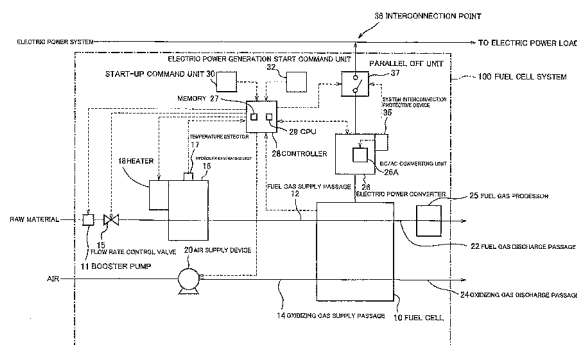 36 INTERCONNECTION POINT
ELECTRIC POWER SYSTEM
TO ELECTRIC POWER LOAD
ELECTRIC POWER GENERATION START COMMAND UNIT
START-UP COMMAND UNIT 30
32
PARALLEL OFF UNIT
37
100 FUEL CELL SYSTEM
MEMORY
27
SYSTEM INTERCONNECTION
PROTECTIVE DEVICE
35
TEMPERATURE DETECTOR
17
28 CPU
28 CONTROLLER
16
18 HEATER
DC/AC CONVERTING UNIT
26A
26
ELECTRIC POWER CONVERTER
FUEL GAS SUPPLY PASSAGE
12
25 FUEL GAS PROCESSOR
RAW MATERIAL
15
22 FUEL GAS DISCHARGE PASSAGE
FLOW RATE CONTROL VALVE
11 BOOSTER PUMP
20 AIR SUPPLY DEVICE
AIR
24 OXIDIZING GAS DISCHARGE PASSAGE
14 OXIDIZING GAS SUPPLY PASSAGE
10 FUEL CELL